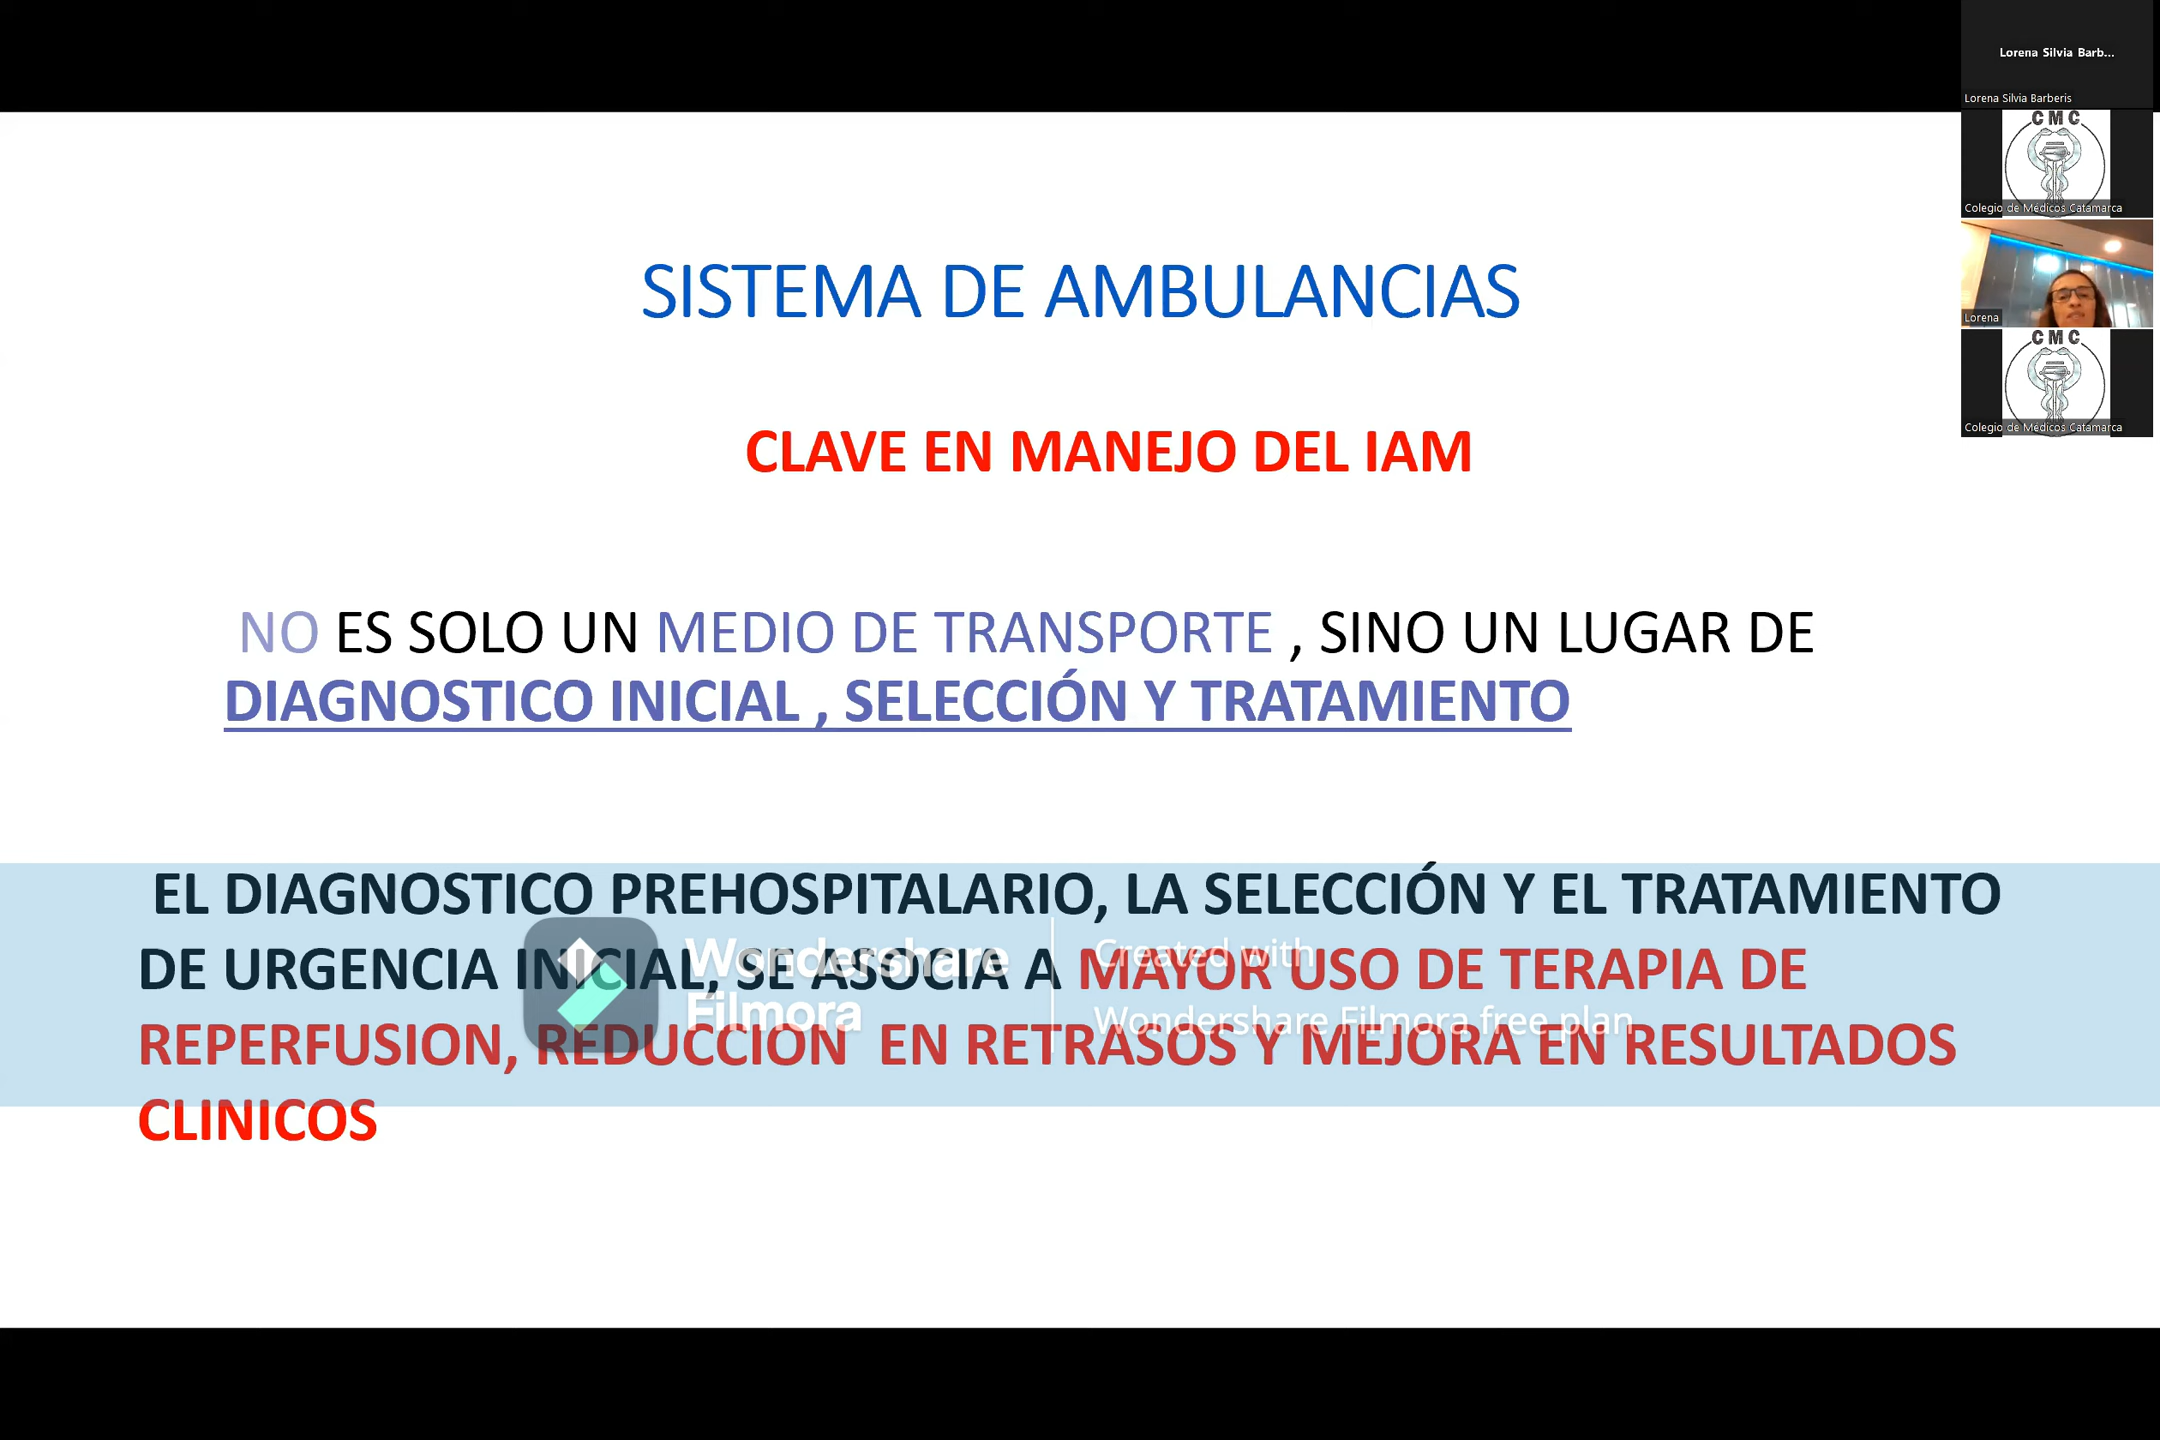 Lorena Silvia Barb...
Lorena Silvia Barberis
CMC
Colegio de Médicos Catamarca
Lorena
CMC
Colegio de Médicos Catamarca
SISTEMA DE AMBULANCIAS
CLAVE EN MANEJO DEL IAM
NO ES SOLO UN MEDIO DE TRANSPORTE , SINO UN LUGAR DE
DIAGNOSTICO INICIAL , SELECCIÓN Y TRATAMIENTO
EL DIAGNOSTICO PREHOSPITALARIO, LA SELECCIÓN Y EL TRATAMIENTO
DE URGENCIA INICIAL, SE ASOCIA A MAYOR USO DE TERAPIA DE
REPERFUSION, REDUCCION EN RETRASOS Y MEJORA EN RESULTADOS
CLINICOS
Wondershare
Filmora
Created with
Wondershare Filmora free plan